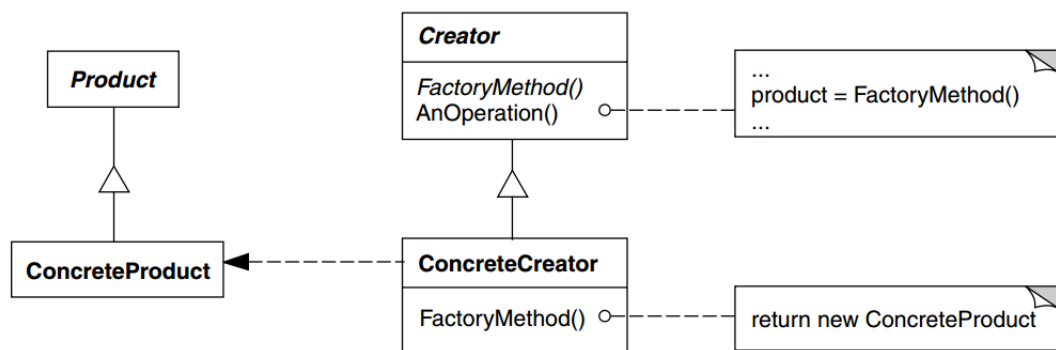 Product
ConcreteProduct
Creator
FactoryMethod()
AnOperation()
...
product = FactoryMethod()
...
ConcreteCreator
FactoryMethod()
return new ConcreteProduct